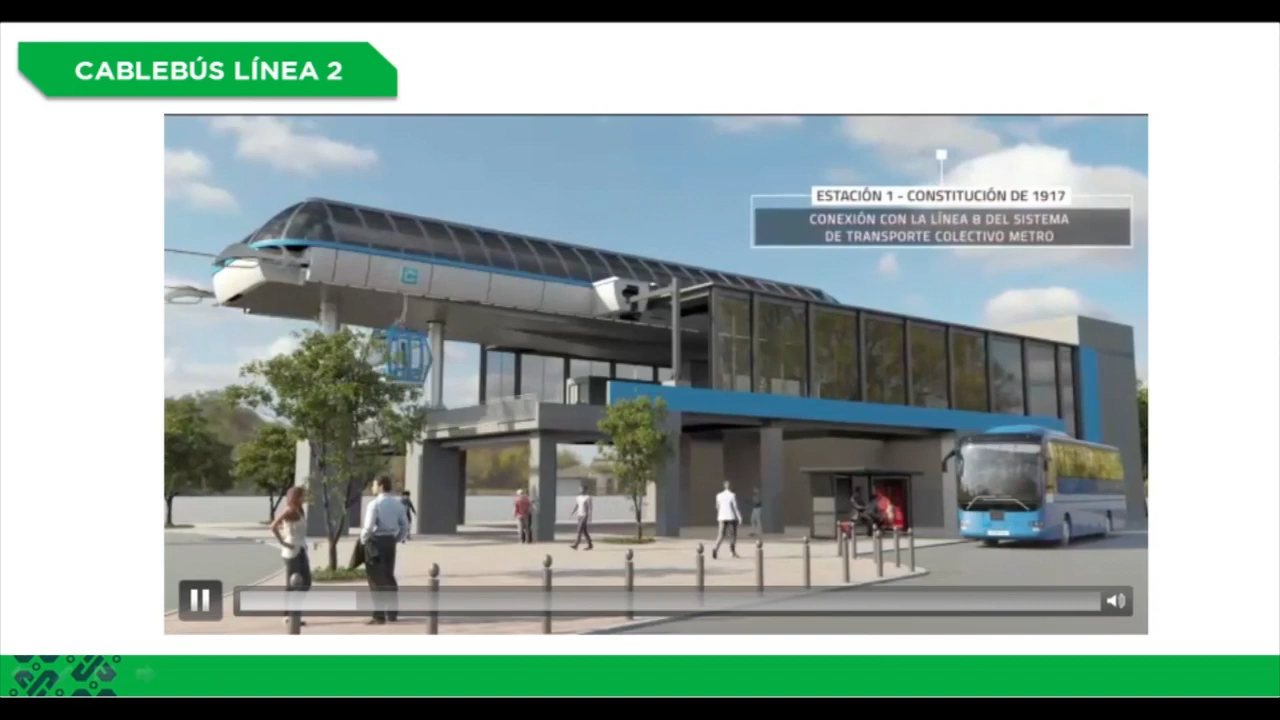 CABLEBÚS LÍNEA 2
ESTACIÓN 1 - CONSTITUCIÓN DE 1917
CONEXIÓN CON LA LÍNEA 8 DEL SISTEMA
DE TRANSPORTE COLECTIVO METRO